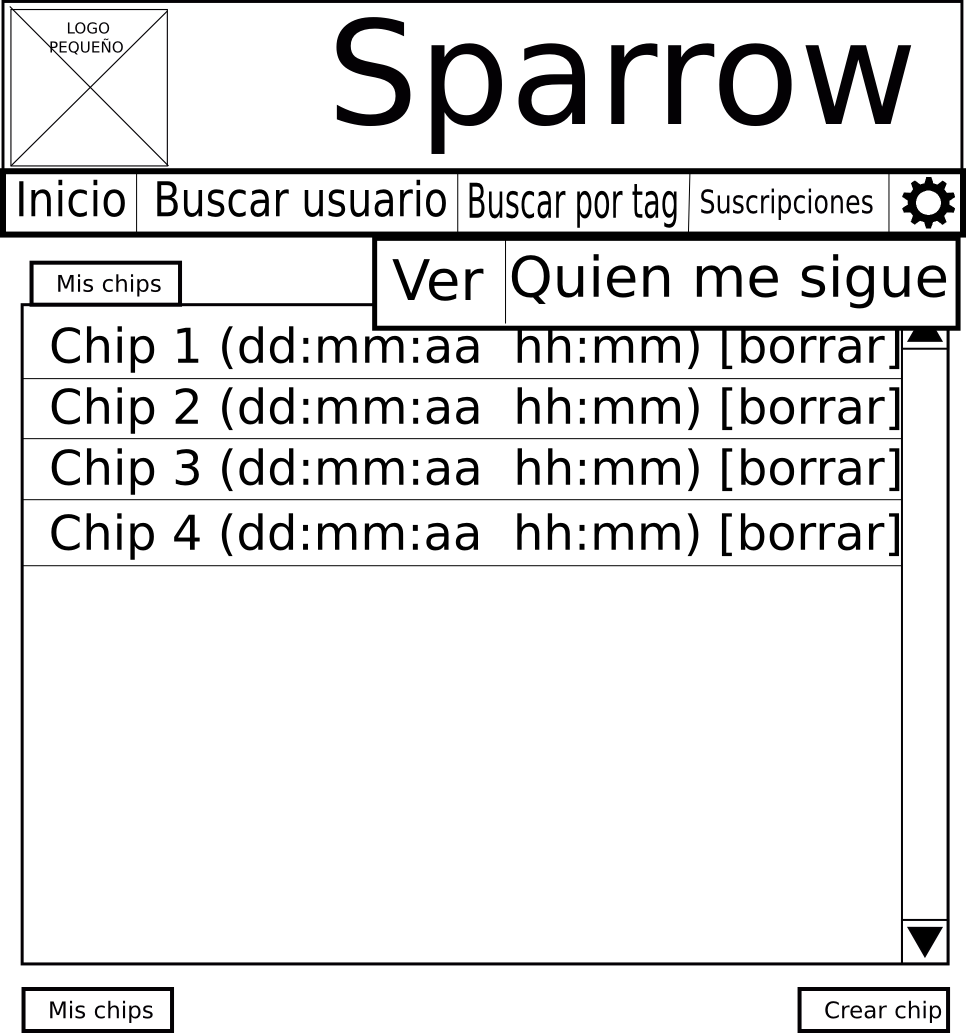 LOGO
PEQUEÑO
Sparrow
Inicio Buscar usuario Buscar por tag Suscripciones
Ver Quien me sigue
Mis chips
Chip 1 (dd:mm:aa hh:mm) [borrar]
Chip 2 (dd:mm:aa hh:mm) [borrar]
Chip 3 (dd:mm:aa hh:mm) [borrar]
Chip 4 (dd:mm:aa hh:mm) [borrar]
Mis chips Crear chip